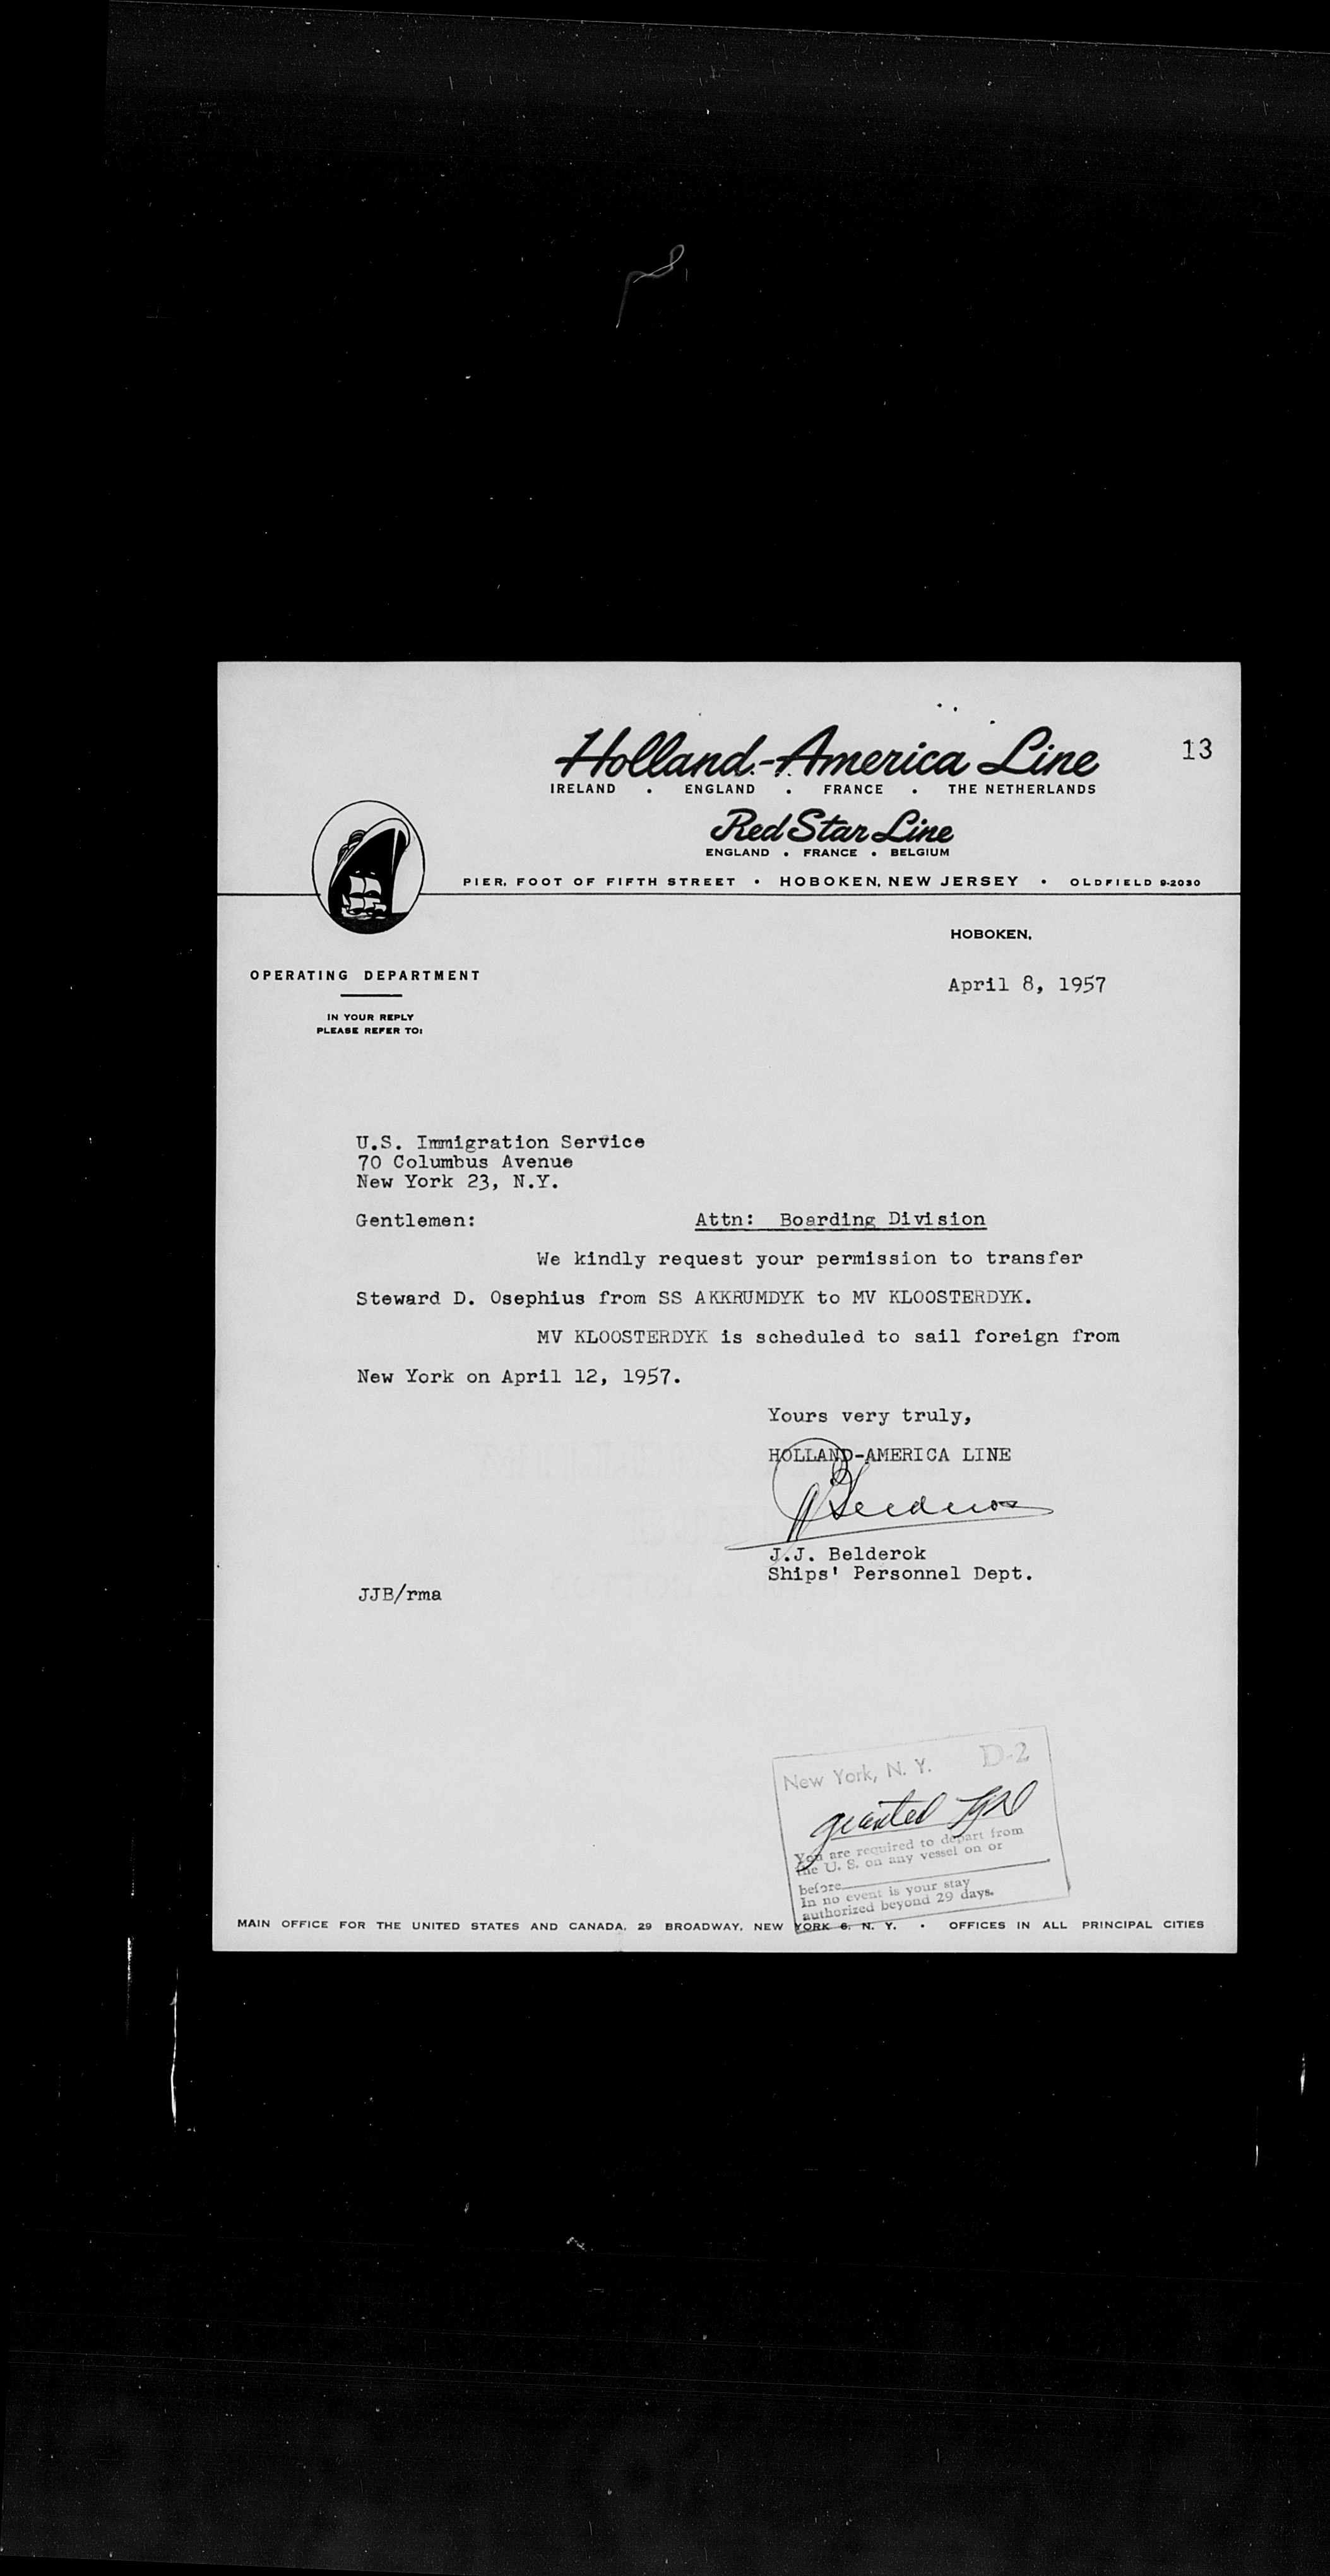 Holland-America Line
13
IRELAND • ENGLAND • FRANCE • THE NETHERLANDS
Red Star Line
ENGLAND • FRANCE • BELGIUM
PIER, FOOT OF FIFTH STREET • HOBOKEN, NEW JERSEY • OLDFIELD 9-2030
HOBOKEN,
OPERATING DEPARTMENT
April 8, 1957
IN YOUR REPLY
PLEASE REFER TO:
U.S. Immigration Service
70 Columbus Avenue
New York 23, N.Y.
Gentlemen: Attn: Boarding Division
We kindly request your permission to transfer
Steward D. Osephius from SS AKKRUMDYK to MV KLOOSTERDYK.
MV KLOOSTERDYK is scheduled to sail foreign from
New York on April 12, 1957.
Yours very truly,
HOLLAND-AMERICA LINE
J.J. Belderok
Ships' Personnel Dept.
JJB/rma
New York, N. Y. D-2
granted
You are required to depart from
the U. S. on any vessel on or
before
In no event is your stay
authorized beyond 29 days.
MAIN OFFICE FOR THE UNITED STATES AND CANADA, 29 BROADWAY, NEW YORK 6, N. Y. • OFFICES IN ALL PRINCIPAL CITIES